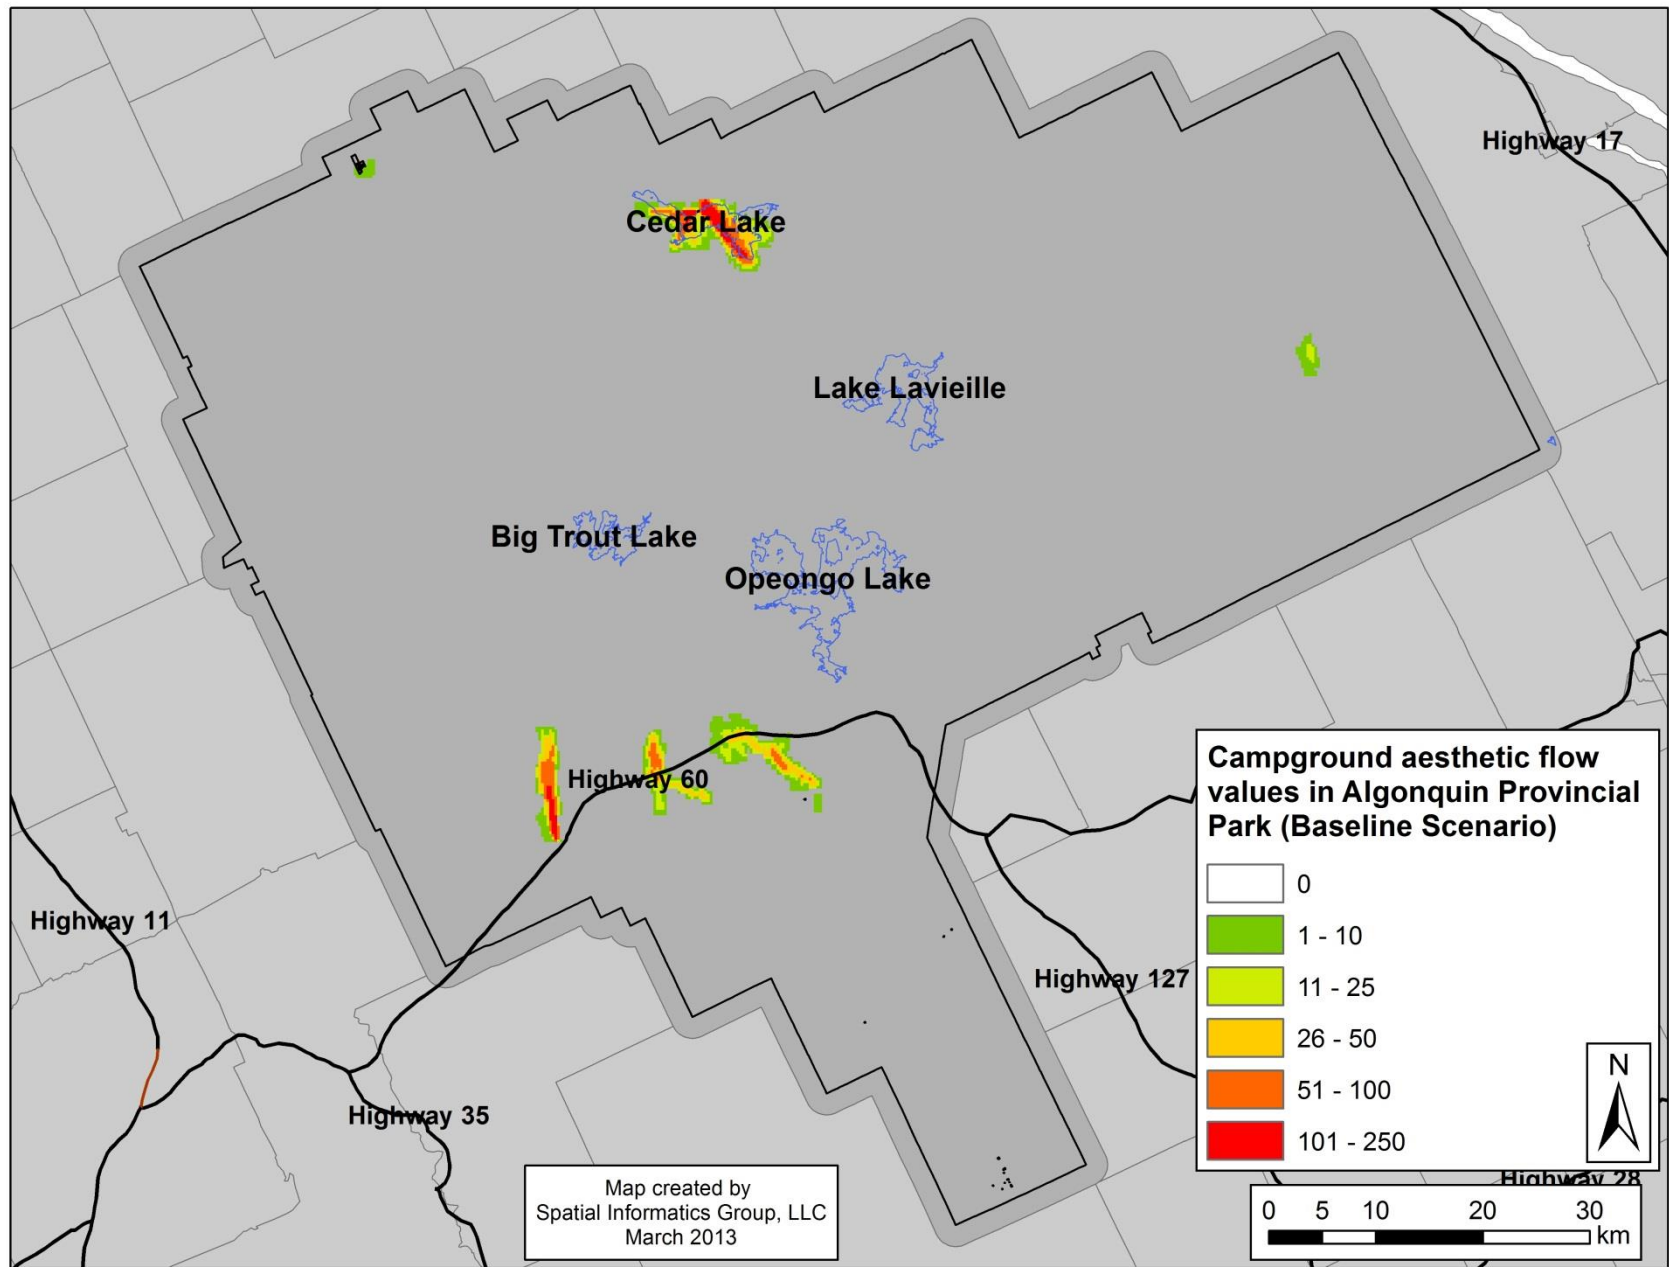 Highway 17
Cedar Lake
Lake Lavieille
Big Trout Lake
Opeongo Lake
Highway 60
Highway 11
Highway 127
Highway 35
Campground aesthetic flow
values in Algonquin Provincial
Park (Baseline Scenario)
0
1 - 10
11 - 25
26 - 50
51 - 100
101 - 250
N
Highway 28
Map created by
Spatial Informatics Group, LLC
March 2013
0 5 10 20 30
km